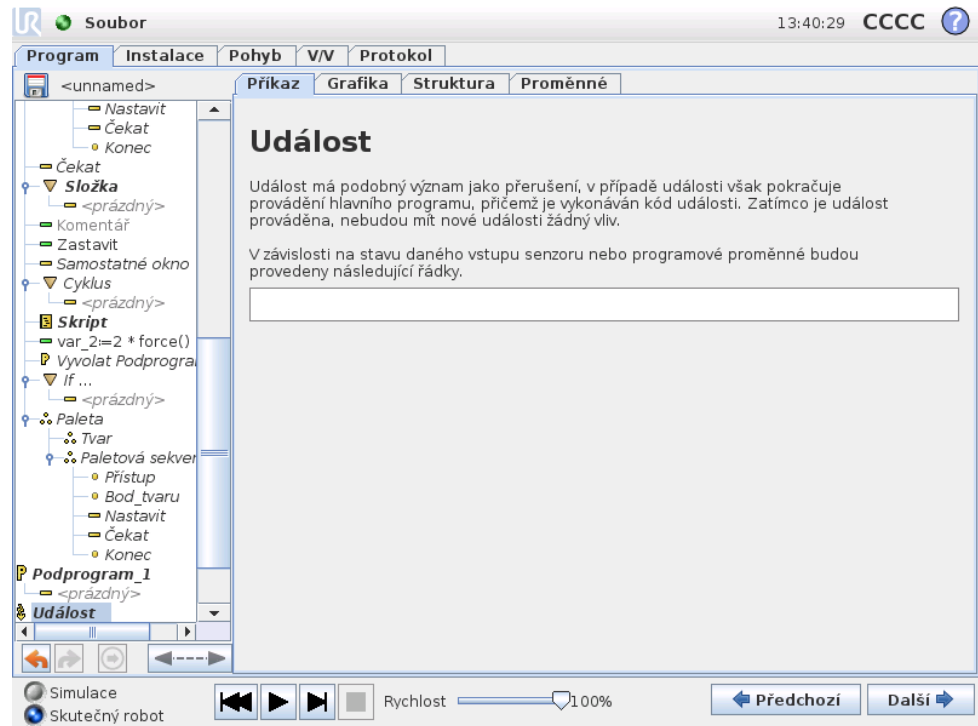 UR Soubor 13:40:29 CCCC ?
Program Instalace Pohyb V/V Protokol
<unnamed>
Příkaz Grafika Struktura Proměnné
Nastavit
Čekat
Konec
Čekat
Složka
<prázdný>
Komentář
Zastavit
Samostatné okno
Cyklus
<prázdný>
Skript
var_2≔2 * force()
Vyvolat Podprogra
If ...
<prázdný>
Paleta
Tvar
Paletová sekver
Přístup
Bod_tvaru
Nastavit
Čekat
Konec
Podprogram_1
<prázdný>
Událost
Událost
Událost má podobný význam jako přerušení, v případě události však pokračuje
provádění hlavního programu, přičemž je vykonáván kód události. Zatímco je událost
prováděna, nebudou mít nové události žádný vliv.
V závislosti na stavu daného vstupu senzoru nebo programové proměnné budou
provedeny následující řádky.
Simulace
Skutečný robot
Rychlost 100%
Předchozí Další